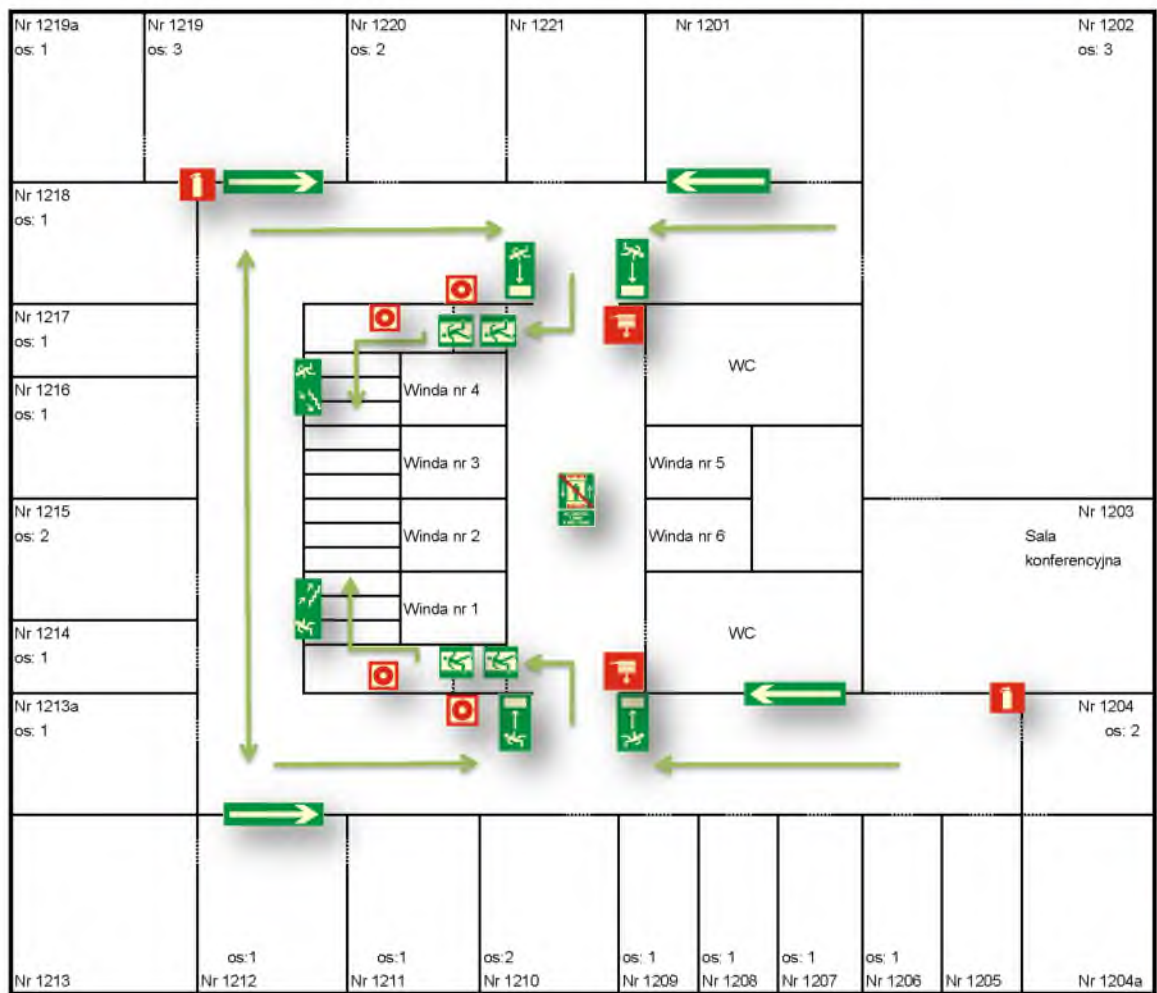 Nr 1219a
os: 1
Nr 1219
os: 3
Nr 1220
os: 2
Nr 1221
Nr 1201
Nr 1202
os: 3
Nr 1218
os: 1
Nr 1217
os: 1
Nr 1216
os: 1
Winda nr 4
WC
Winda nr 3
Winda nr 5
Nr 1215
os: 2
Winda nr 2
Winda nr 6
Nr 1203
Sala
konferencyjna
Winda nr 1
WC
Nr 1214
os: 1
Nr 1213a
os: 1
Nr 1204
os: 2
Nr 1213
os:1
Nr 1212
os:1
Nr 1211
os:2
Nr 1210
os: 1
Nr 1209
os: 1
Nr 1208
os: 1
Nr 1207
os: 1
Nr 1206
Nr 1205
Nr 1204a